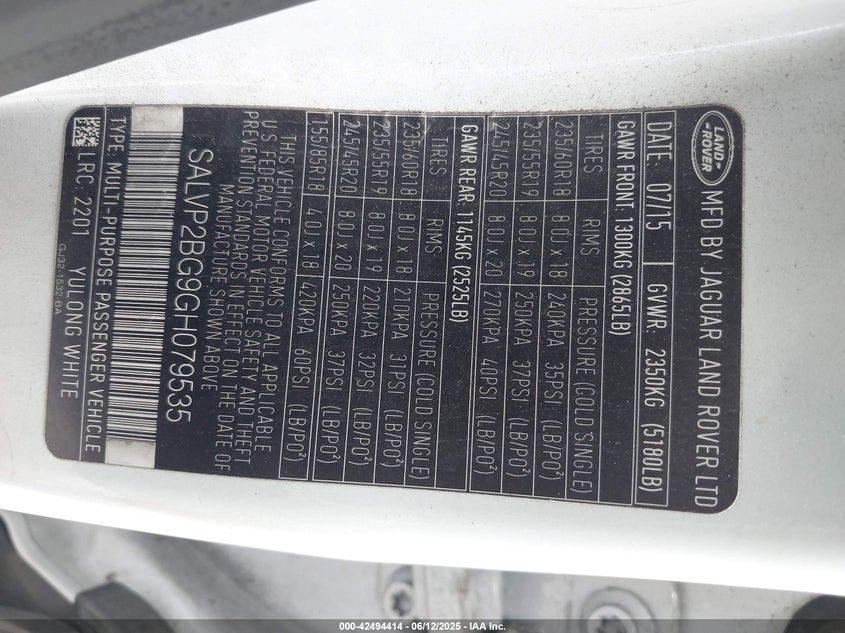 LAND-
ROVER
MFD BY JAGUAR LAND ROVER LTD
DATE: 07/15 GVWR: 2350KG (5180LB)
GAWR FRONT: 1300KG (2865LB)
TIRES RIMS PRESSURE (COLD SINGLE)
235/60R18 8.0J x 18 240KPA 35PSI (LB/PO²)
235/55R19 8.0J x 19 250KPA 37PSI (LB/PO²)
245/45R20 8.0J x 20 270KPA 40PSI (LB/PO²)
GAWR REAR: 1145KG (2525LB)
TIRES RIMS PRESSURE (COLD SINGLE)
235/60R18 8.0J x 18 210KPA 31PSI (LB/PO²)
235/55R19 8.0J x 19 220KPA 32PSI (LB/PO²)
245/45R20 8.0J x 20 250KPA 37PSI (LB/PO²)
155/85R18 4.0J x 18 420KPA 60PSI (LB/PO²)
THIS VEHICLE CONFORMS TO ALL APPLICABLE
U.S FEDERAL MOTOR VEHICLE SAFETY AND THEFT
PREVENTION STANDARDS IN EFFECT ON THE DATE OF
MANUFACTURE SHOWN ABOVE
SALVP2BG9GH079535
TYPE: MULTI-PURPOSE PASSENGER VEHICLE
LRC: 2201 YULONG WHITE
GJ32-1532-BA
000-42494414 - 06/12/2025 - IAA Inc.